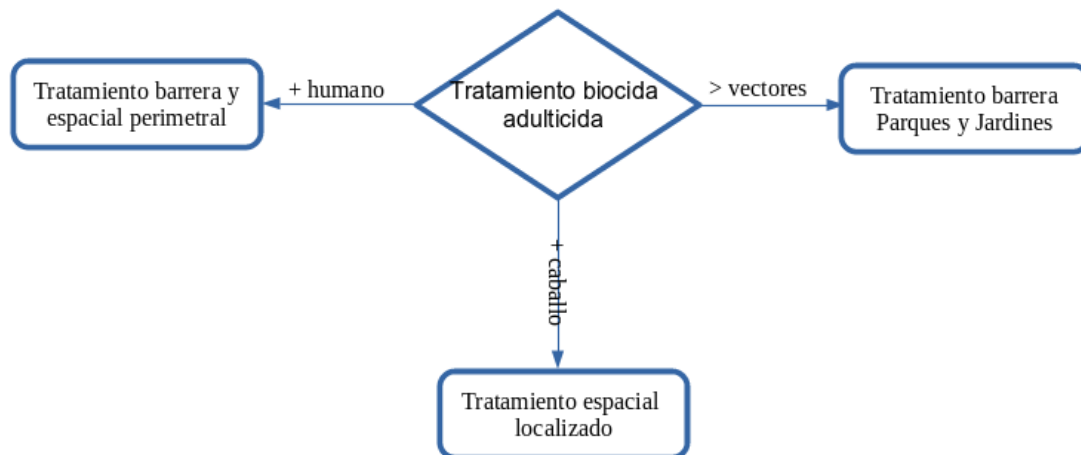 Tratamiento barrera y
espacial perimetral
+ humano
Tratamiento biocida
adulticida
> vectores
Tratamiento barrera
Parques y Jardines
+ caballo
Tratamiento espacial
localizado